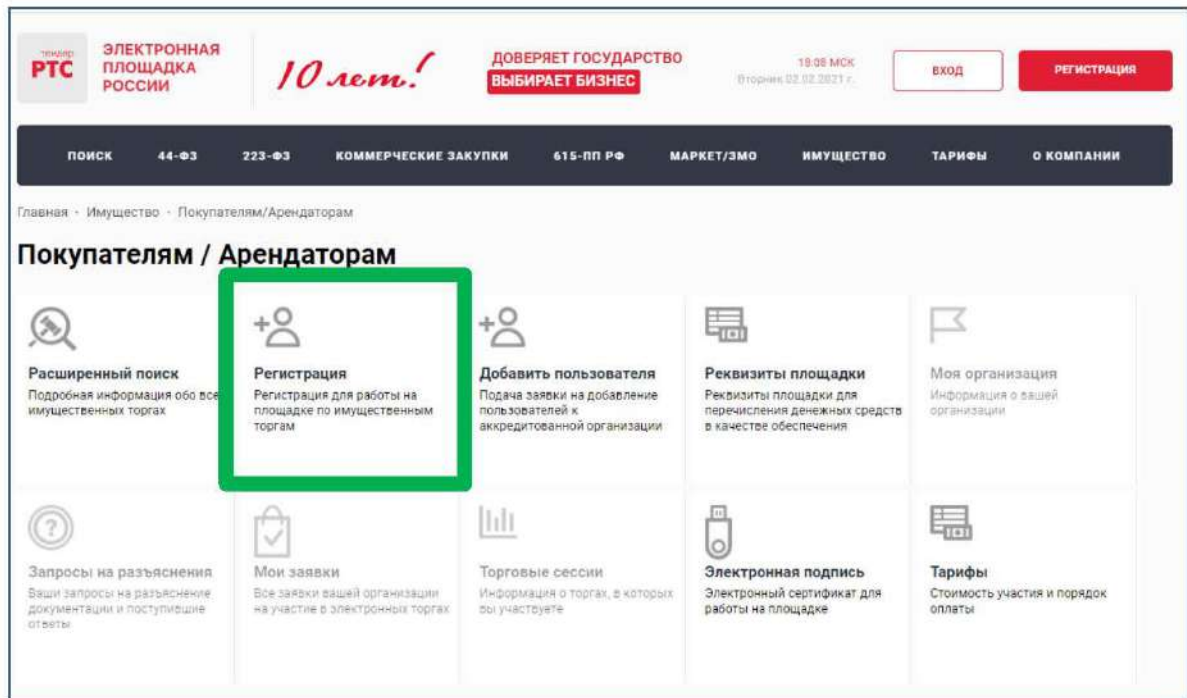 тендер
РТС
ЭЛЕКТРОННАЯ
ПЛОЩАДКА
РОССИИ
10 лет!
ДОВЕРЯЕТ ГОСУДАРСТВО
ВЫБИРАЕТ БИЗНЕС
18:08 МСК
Вторник 02.02.2021 г.
ВХОД
РЕГИСТРАЦИЯ
ПОИСК 44-ФЗ 223-ФЗ КОММЕРЧЕСКИЕ ЗАКУПКИ 615-ПП РФ МАРКЕТ/ЗМО ИМУЩЕСТВО ТАРИФЫ О КОМПАНИИ
Главная · Имущество · Покупателям/Арендаторам
Покупателям / Арендаторам
Расширенный поиск
Подробная информация обо все
имущественных торгах
Регистрация
Регистрация для работы на
площадке по имущественным
торгам
Добавить пользователя
Подача заявки на добавление
пользователей к
аккредитованной организации
Реквизиты площадки
Реквизиты площадки для
перечисления денежных средств
в качестве обеспечения
Моя организация
Информация о вашей
организации
Запросы на разъяснения
Ваши запросы на разъяснение
документации и поступившие
ответы
Мои заявки
Все заявки вашей организации
на участие в электронных торгах
Торговые сессии
Информация о торгах, в которых
вы участвуете
Электронная подпись
Электронный сертификат для
работы на площадке
Тарифы
Стоимость участия и порядок
оплаты